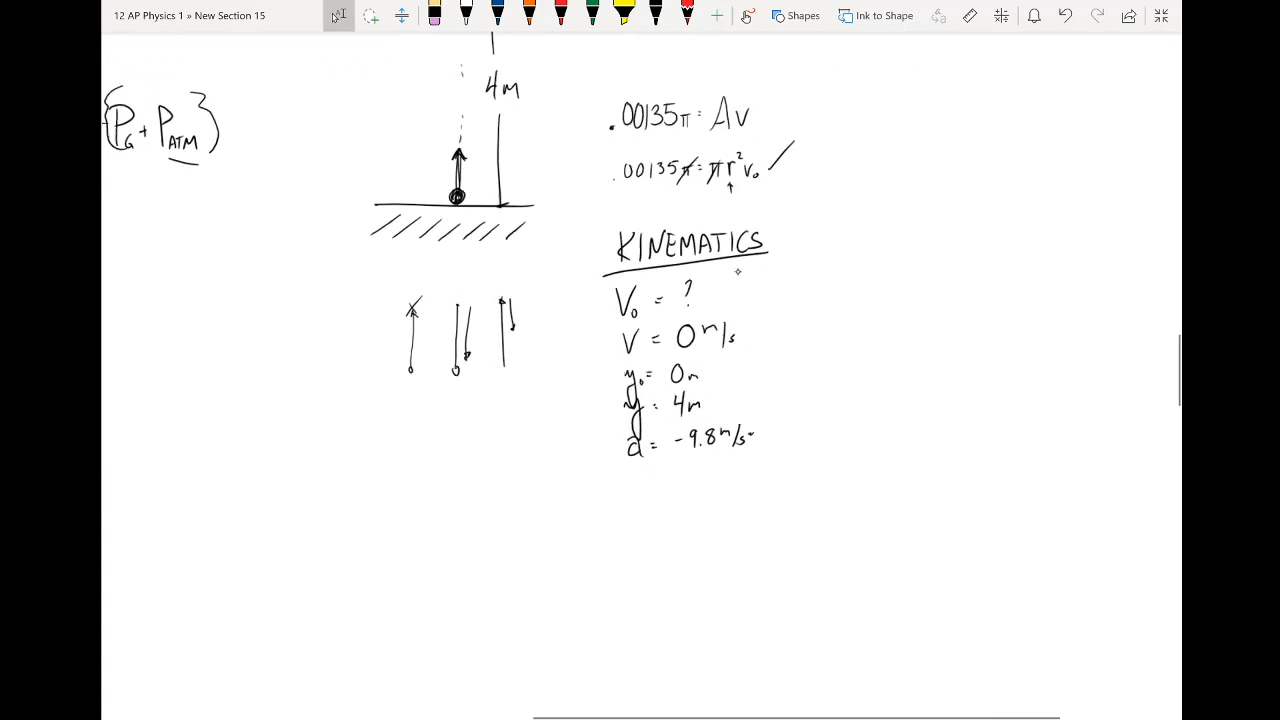 12 AP Physics 1 » New Section 15
Shapes
Ink to Shape
4m
{P_G + P_ATM}
.00135π = Av
.00135π = πr²v₀
KINEMATICS
V₀ = ?
V = 0 m/s
y₀ = 0m
y = 4m
a = -9.8 m/s²